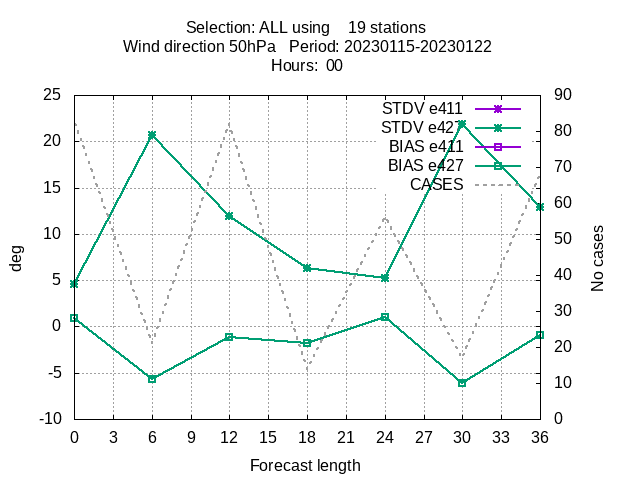 Selection: ALL using 19 stations
Wind direction 50hPa Period: 20230115-20230122
Hours: 00
25
20
15
10
5
0
-5
-10
deg
STDV e411
STDV e427
BIAS e411
BIAS e427
CASES
90
80
70
60
50
40
30
20
10
0
No cases
0 3 6 9 12 15 18 21 24 27 30 33 36
Forecast length